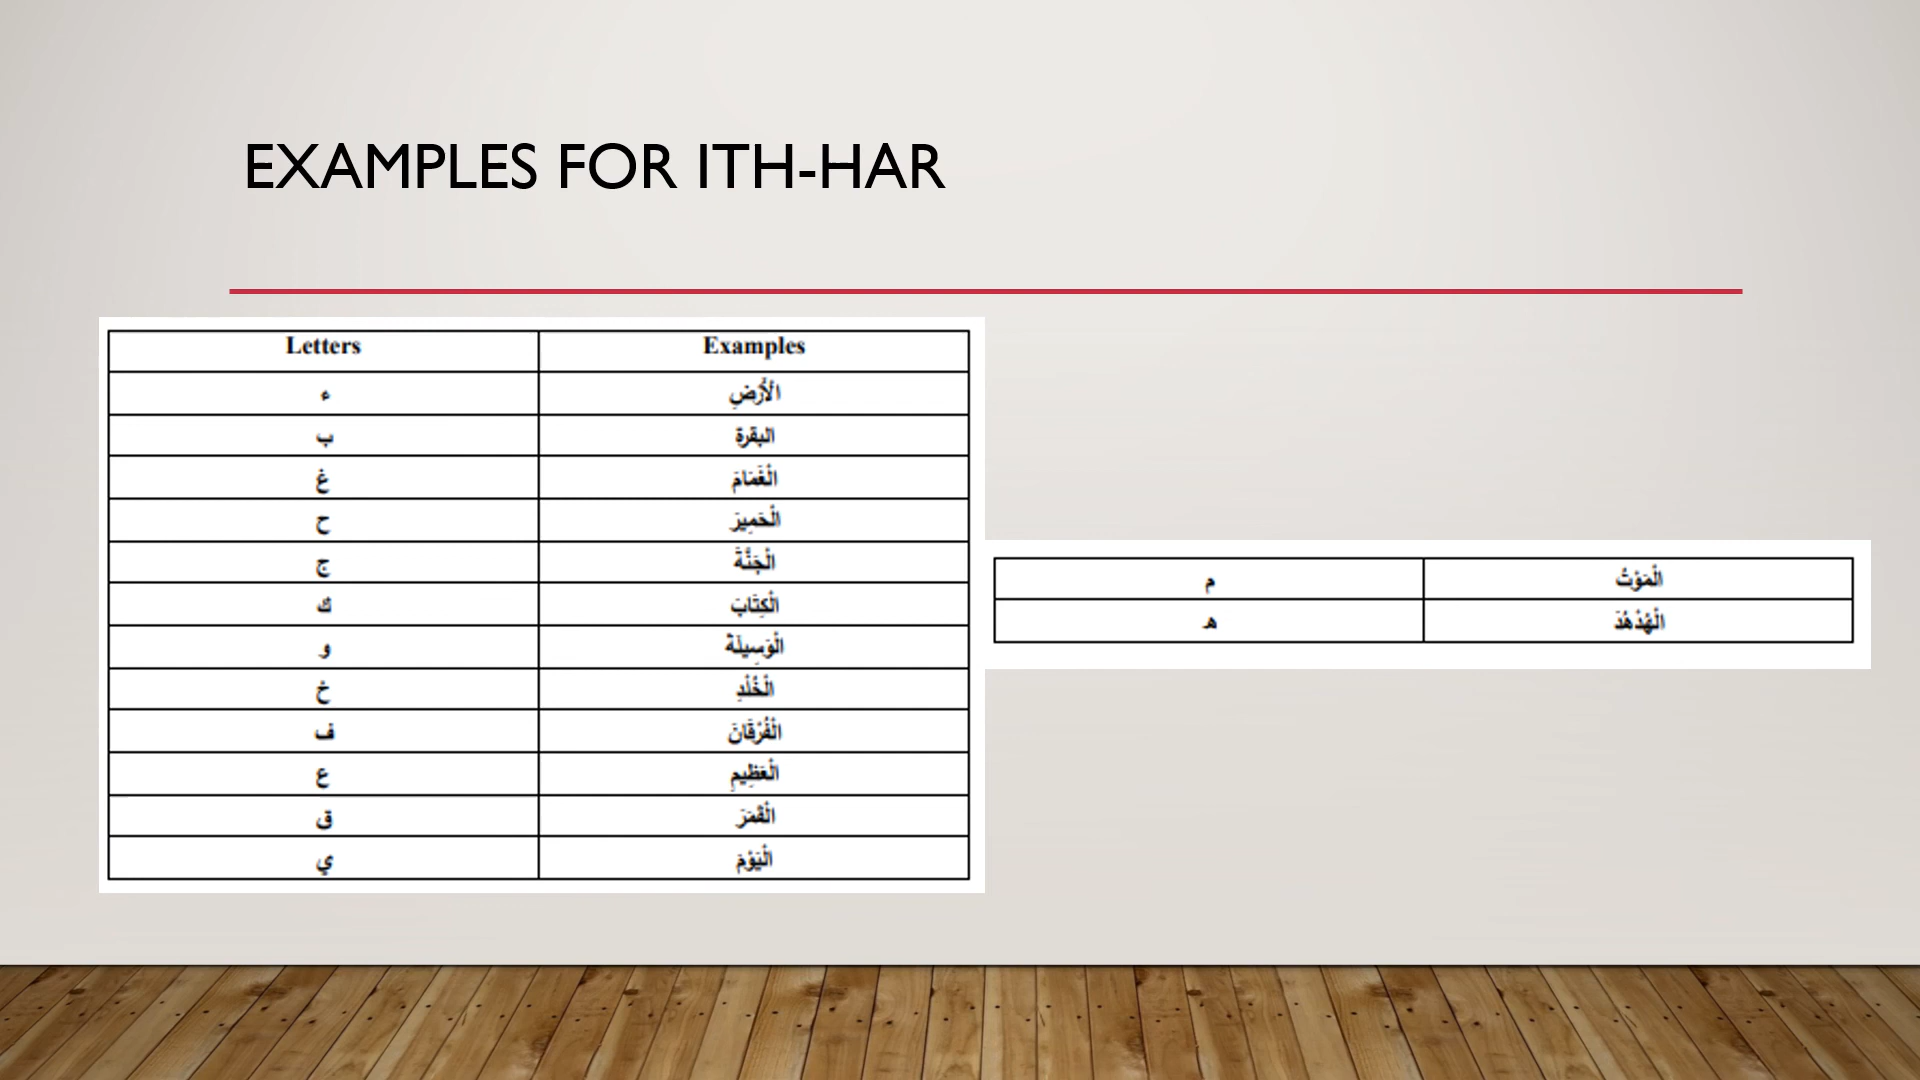 EXAMPLES FOR ITH-HAR
Letters Examples
ء الْأَرْضِ
ب البقرة
غ الْغَمَامَ
ح الْحَمِيرَ
ج الْجَنَّةَ
ك الْكِتَابَ
و الْوَسِيلَةَ
خ الْخُلْدِ
ف الْفُرْقَانَ
ع الْعَظِيمِ
ق الْقَمَرَ
ي الْيَوْمَ
م الْمَوْتُ
هـ الْهُدْهُدَ